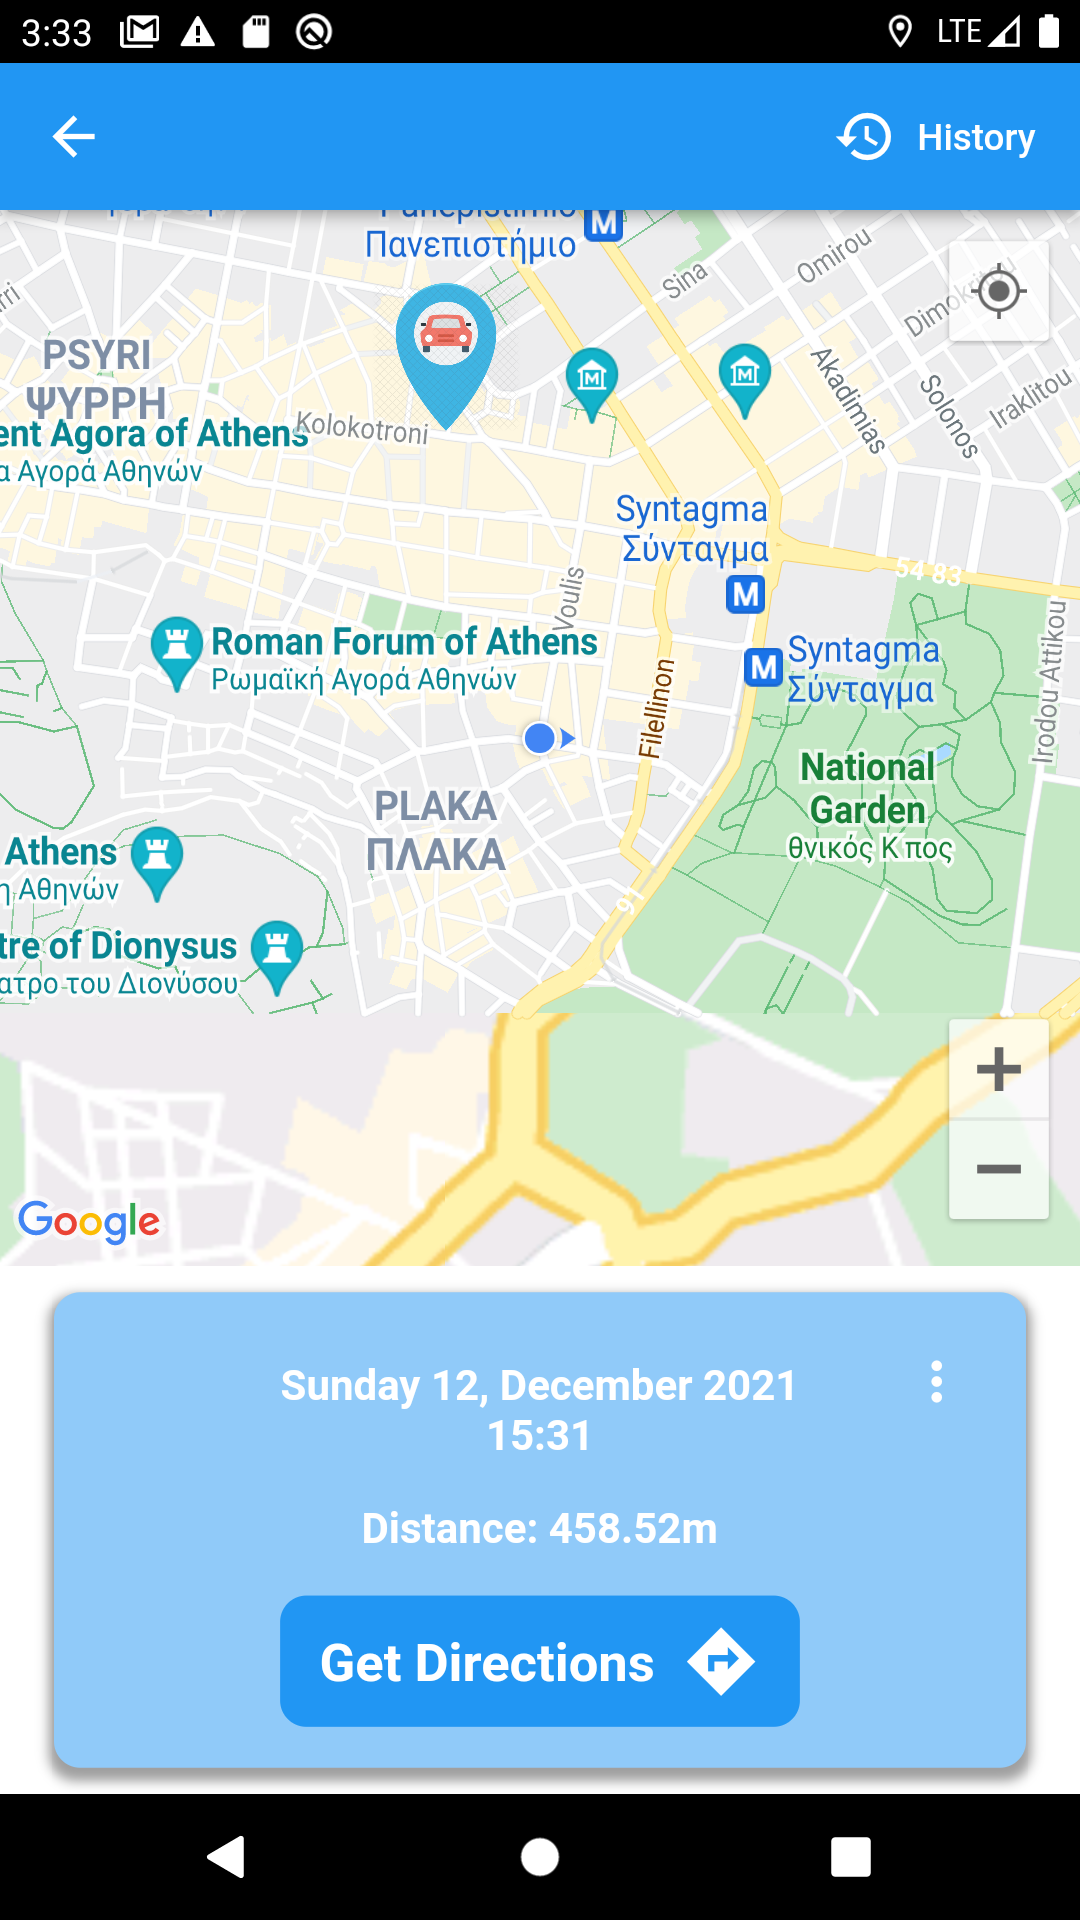 3:33
LTE
History
Πανεπιστήμιο
M
Sina
Omirou
PSYRI
ΨΥΡΡΗ
Akadimias
Solonos
Iraklitou
Kolokotroni
ent Agora of Athens
α Αγορά Αθηνών
Syntagma
Σύνταγμα
M
54 83
Voulis
Irodou Attikou
Roman Forum of Athens
Ρωμαϊκή Αγορά Αθηνών
M
Syntagma
Σύνταγμα
Filellinon
National
Garden
θνικός Κπος
PLAKA
ΠΛΑΚΑ
Athens
η Αθηνών
91
tre of Dionysus
ατρο του Διονύσου
Google
Sunday 12, December 2021
15:31
Distance: 458.52m
Get Directions